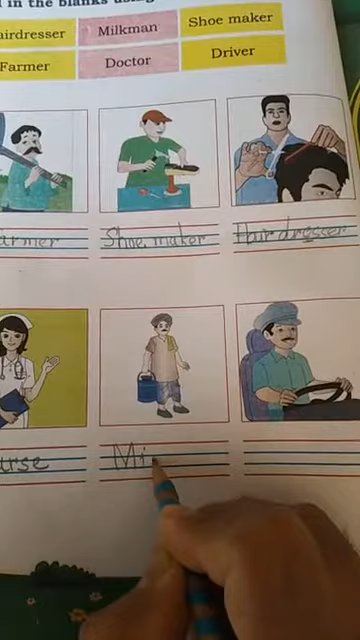 in the blanks using
airdresser Milkman Shoe maker
Farmer Doctor Driver
armer Shoe maker Hairdresser
urse Mi